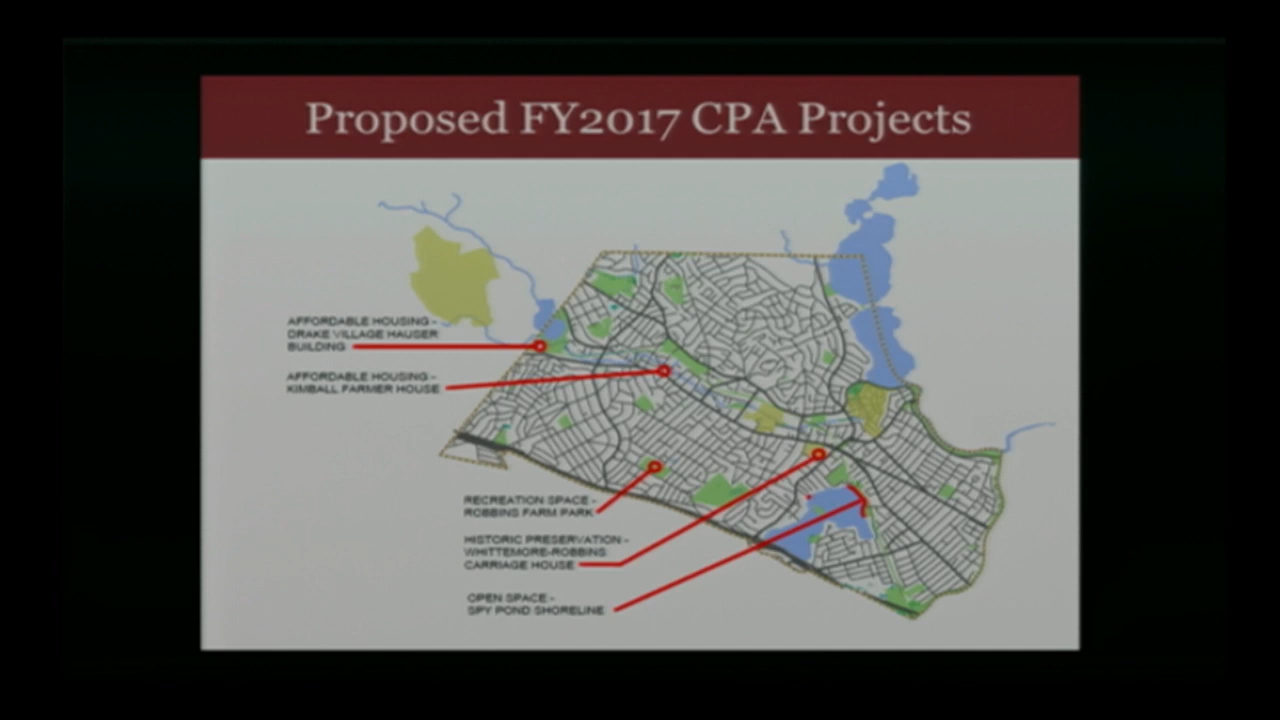 Proposed FY2017 CPA Projects
AFFORDABLE HOUSING -
DRAKE VILLAGE HAUSER
BUILDING
AFFORDABLE HOUSING -
KIMBALL FARMER HOUSE
RECREATION SPACE -
ROBBINS FARM PARK
HISTORIC PRESERVATION -
WHITTEMORE-ROBBINS
CARRIAGE HOUSE
OPEN SPACE -
SPY POND SHORELINE